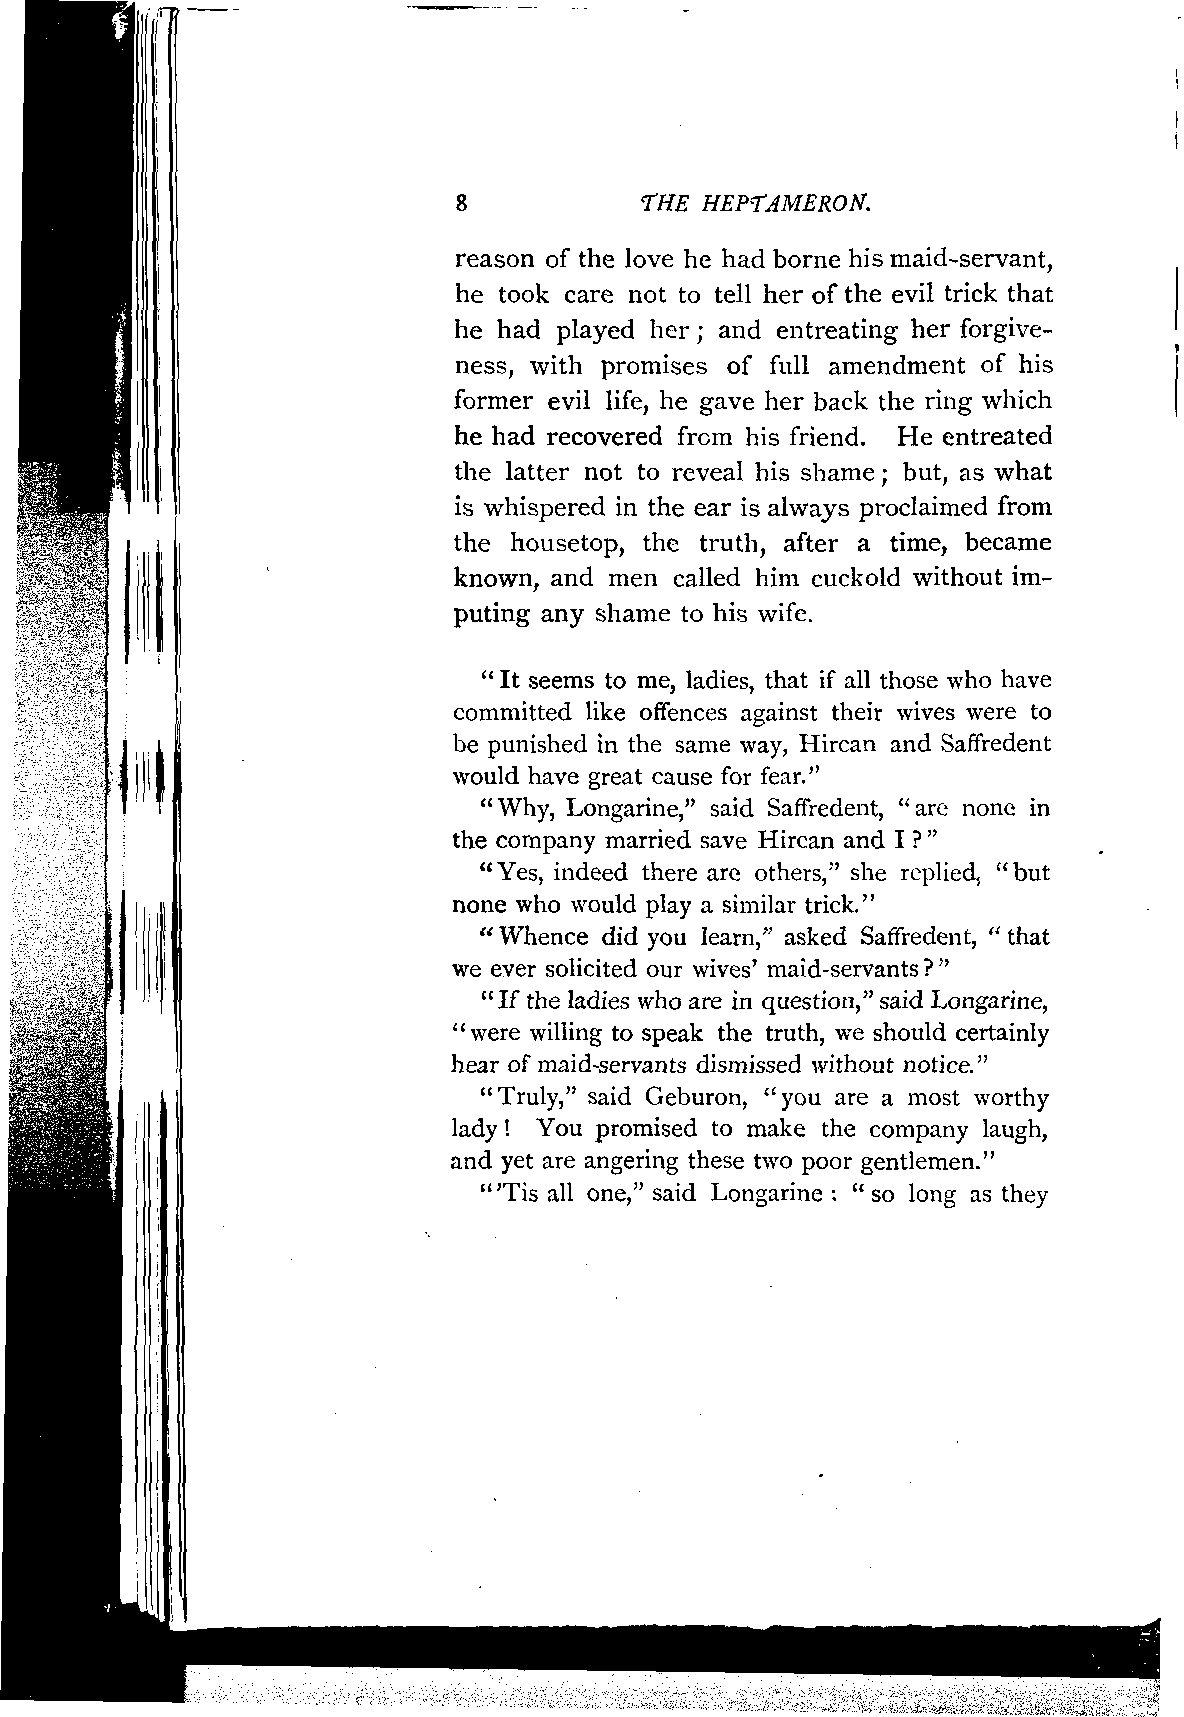 8 THE HEPTAMERON.
reason of the love he had borne his maid-servant,
he took care not to tell her of the evil trick that
he had played her; and entreating her forgive-
ness, with promises of full amendment of his
former evil life, he gave her back the ring which
he had recovered from his friend. He entreated
the latter not to reveal his shame; but, as what
is whispered in the ear is always proclaimed from
the housetop, the truth, after a time, became
known, and men called him cuckold without im-
puting any shame to his wife.
"It seems to me, ladies, that if all those who have
committed like offences against their wives were to
be punished in the same way, Hircan and Saffredent
would have great cause for fear."
"Why, Longarine," said Saffredent, "are none in
the company married save Hircan and I?"
"Yes, indeed there are others," she replied, "but
none who would play a similar trick."
"Whence did you learn," asked Saffredent, "that
we ever solicited our wives' maid-servants?"
"If the ladies who are in question," said Longarine,
"were willing to speak the truth, we should certainly
hear of maid-servants dismissed without notice."
"Truly," said Geburon, "you are a most worthy
lady! You promised to make the company laugh,
and yet are angering these two poor gentlemen."
"'Tis all one," said Longarine: "so long as they